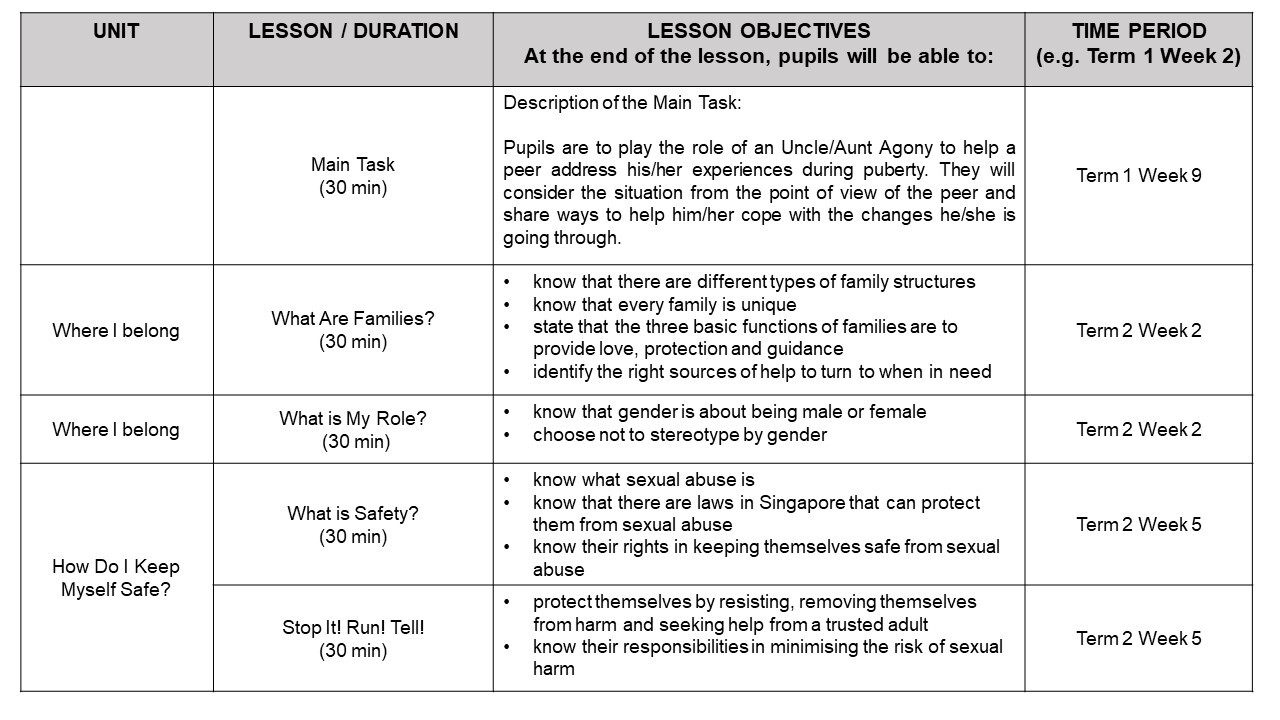 UNIT
LESSON / DURATION
LESSON OBJECTIVES
At the end of the lesson, pupils will be able to:
TIME PERIOD
(e.g. Term 1 Week 2)
Main Task
(30 min)
Description of the Main Task:
Pupils are to play the role of an Uncle/Aunt Agony to help a
peer address his/her experiences during puberty. They will
consider the situation from the point of view of the peer and
share ways to help him/her cope with the changes he/she is
going through.
Term 1 Week 9
Where I belong
What Are Families?
(30 min)
• know that there are different types of family structures
• know that every family is unique
• state that the three basic functions of families are to
provide love, protection and guidance
• identify the right sources of help to turn to when in need
Term 2 Week 2
Where I belong
What is My Role?
(30 min)
• know that gender is about being male or female
• choose not to stereotype by gender
Term 2 Week 2
How Do I Keep
Myself Safe?
What is Safety?
(30 min)
• know what sexual abuse is
• know that there are laws in Singapore that can protect
them from sexual abuse
• know their rights in keeping themselves safe from sexual
abuse
Term 2 Week 5
Stop It! Run! Tell!
(30 min)
• protect themselves by resisting, removing themselves
from harm and seeking help from a trusted adult
• know their responsibilities in minimising the risk of sexual
harm
Term 2 Week 5